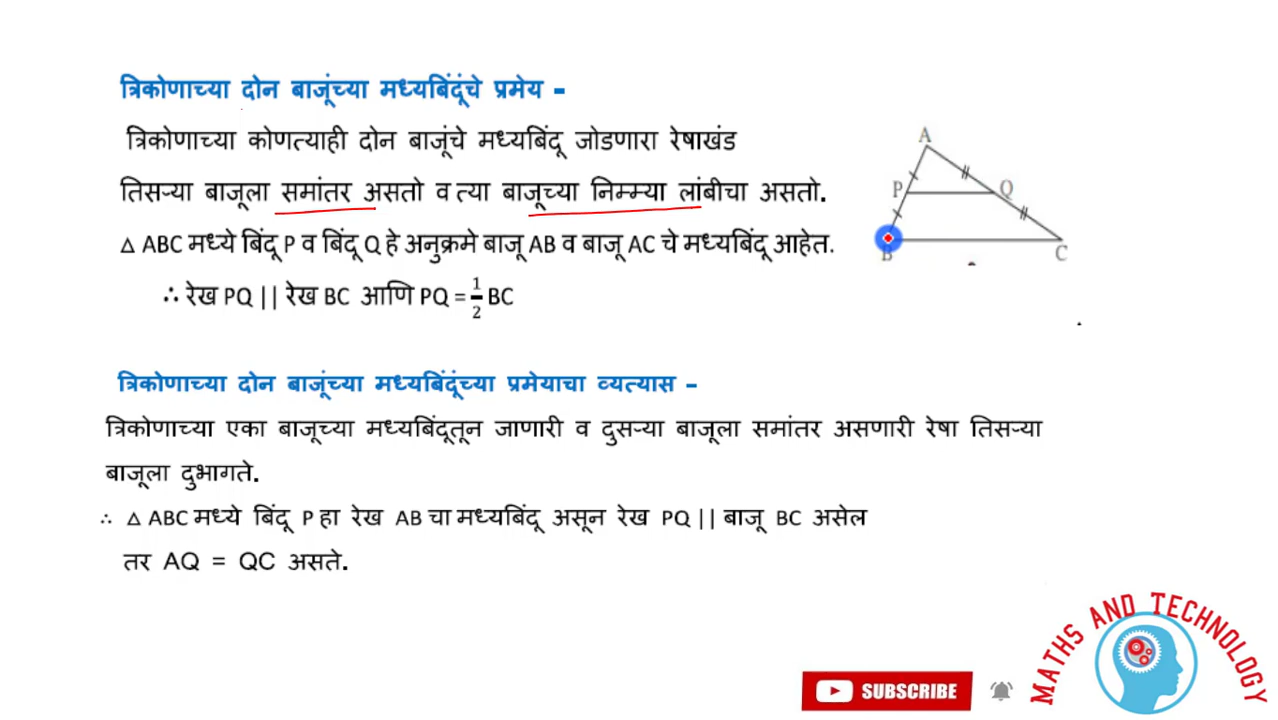 त्रिकोणाच्या दोन बाजूंच्या मध्यबिंदूंचे प्रमेय -
त्रिकोणाच्या कोणत्याही दोन बाजूंचे मध्यबिंदू जोडणारा रेषाखंड
तिसऱ्या बाजूला समांतर असतो व त्या बाजूच्या निम्म्या लांबीचा असतो.
△ ABC मध्ये बिंदू P व बिंदू Q हे अनुक्रमे बाजू AB व बाजू AC चे मध्यबिंदू आहेत.
∴ रेख PQ || रेख BC आणि PQ = 1/2 BC
A
P
Q
B
C
त्रिकोणाच्या दोन बाजूंच्या मध्यबिंदूंच्या प्रमेयाचा व्यत्यास -
त्रिकोणाच्या एका बाजूच्या मध्यबिंदूतून जाणारी व दुसऱ्या बाजूला समांतर असणारी रेषा तिसऱ्या
बाजूला दुभागते.
∴ △ ABC मध्ये बिंदू P हा रेख AB चा मध्यबिंदू असून रेख PQ || बाजू BC असेल
तर AQ = QC असते.
SUBSCRIBE
MATHS AND TECHNOLOGY